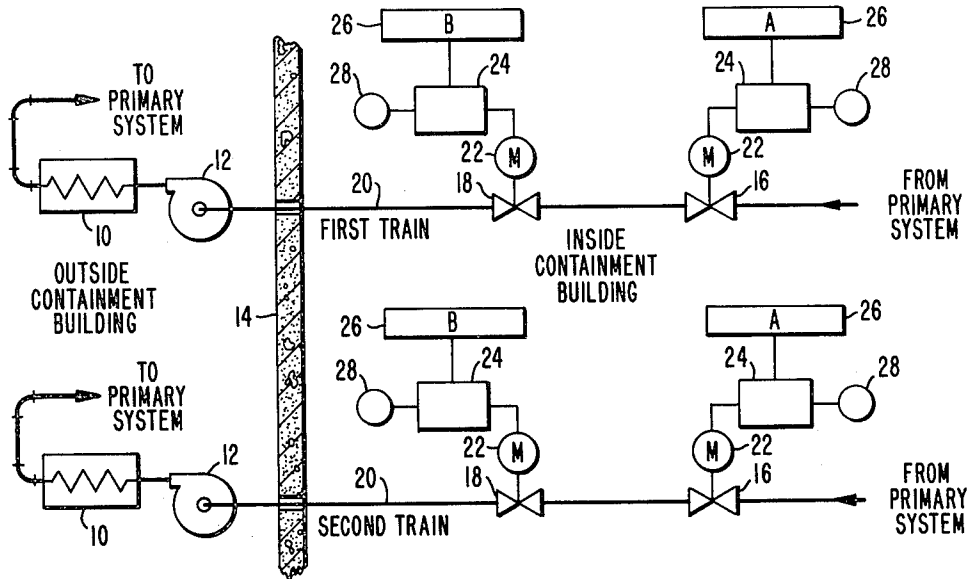 26
B
A
26
28
24
24
28
TO
PRIMARY
SYSTEM
12
22
M
M
22
18
16
20
10
FIRST TRAIN
INSIDE
CONTAINMENT
BUILDING
FROM
PRIMARY
SYSTEM
OUTSIDE
CONTAINMENT
BUILDING
14
26
B
A
26
28
24
24
28
TO
PRIMARY
SYSTEM
12
22
M
M
22
18
16
20
10
SECOND TRAIN
FROM
PRIMARY
SYSTEM